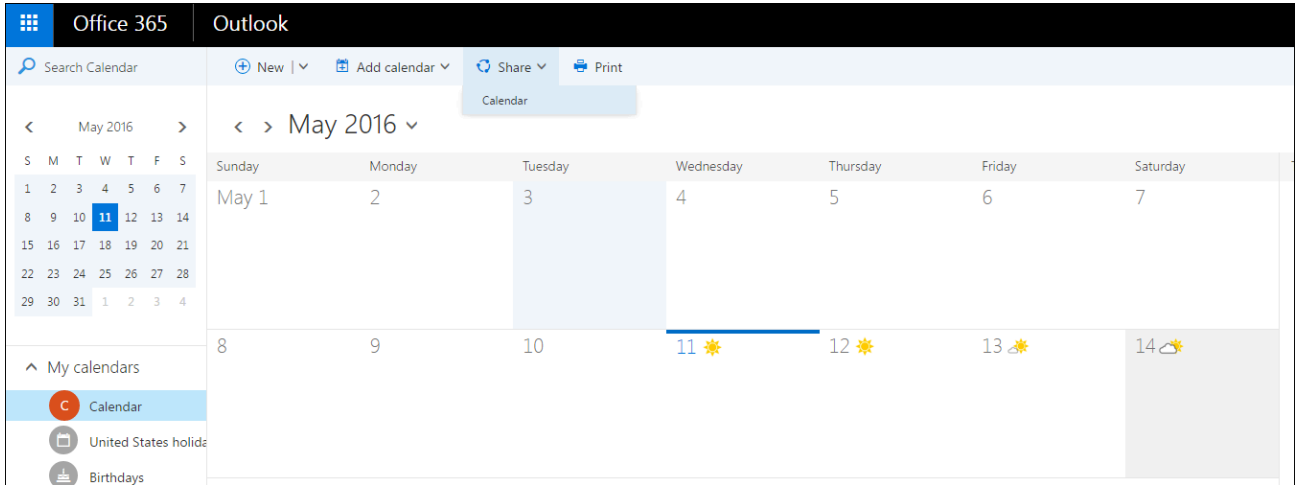 Office 365 Outlook
Search Calendar New Add calendar Share Print
Calendar
May 2016
S M T W T F S
1 2 3 4 5 6 7
8 9 10 11 12 13 14
15 16 17 18 19 20 21
22 23 24 25 26 27 28
29 30 31 1 2 3 4
My calendars
C Calendar
United States holida
Birthdays
May 2016
Sunday Monday Tuesday Wednesday Thursday Friday Saturday
May 1 2 3 4 5 6 7
8 9 10 11 12 13 14